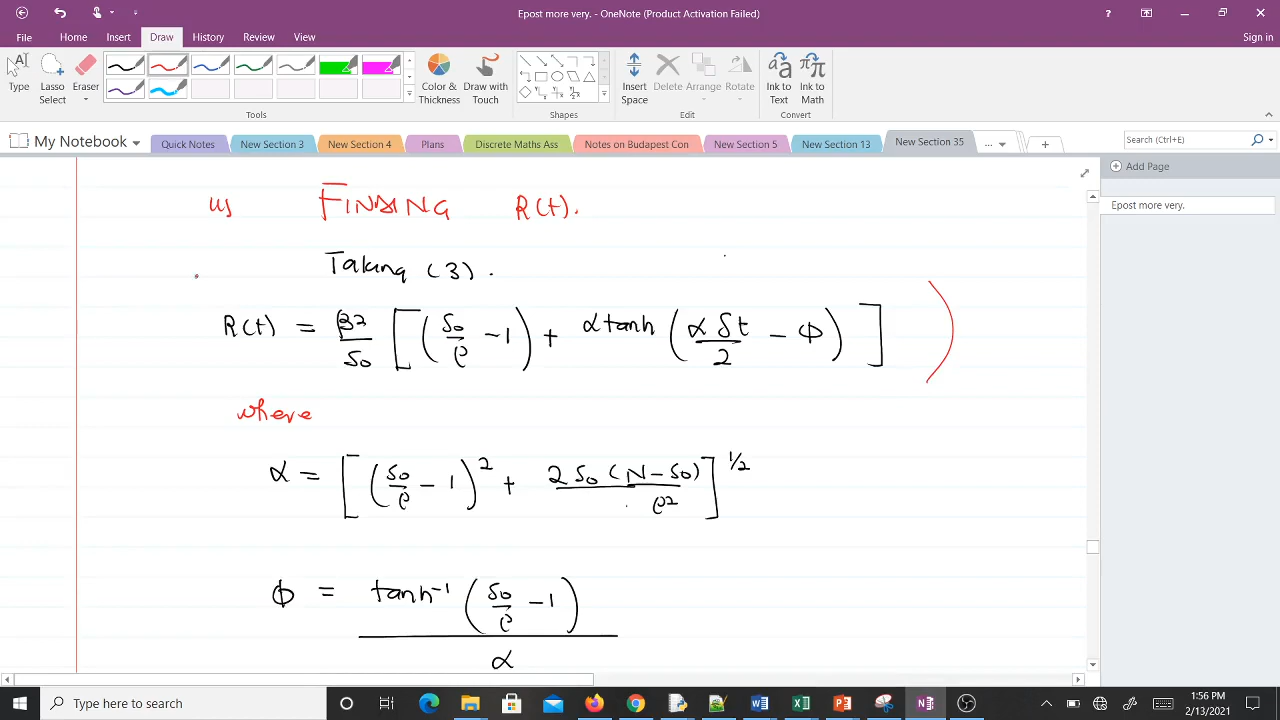 Epost more very. - OneNote (Product Activation Failed)
File Home Insert Draw History Review View
Sign in
Type Lasso Select Eraser
Color & Thickness Draw with Touch
Insert Space Delete Arrange Rotate
Ink to Text Ink to Math
Tools Shapes Edit Convert
My Notebook Quick Notes New Section 3 New Section 4 Plans Discrete Maths Ass Notes on Budapest Con New Section 5 New Section 13 New Section 35 ...
Search (Ctrl+E)
Add Page
Epost more very.
FINDING R(t).
Taking (3).
R(t) = ρ²/S₀ [ (S₀/ρ − 1) + α tanh (αδt/2 − Φ) ]
where
α = [ (S₀/ρ − 1)² + 2S₀(N−S₀)/ρ² ]^1/2
Φ = tanh⁻¹ (S₀/ρ − 1) / α
Type here to search
1:56 PM
2/13/2021